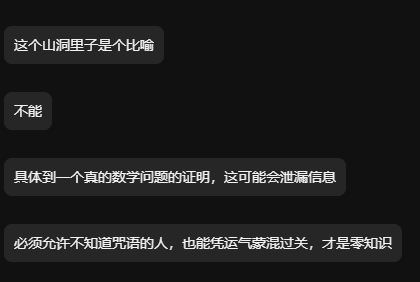 这个山洞里子是个比喻
不能
具体到一个真的数学问题的证明，这可能会泄漏信息
必须允许不知道咒语的人，也能凭运气蒙混过关，才是零知识